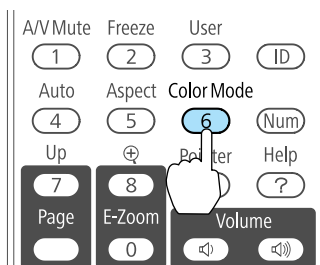 A/V Mute Freeze User
1 2 3 ID
Auto Aspect Color Mode
4 5 6 Num
Up Help
7 8 ?
Page E-Zoom Volume
0